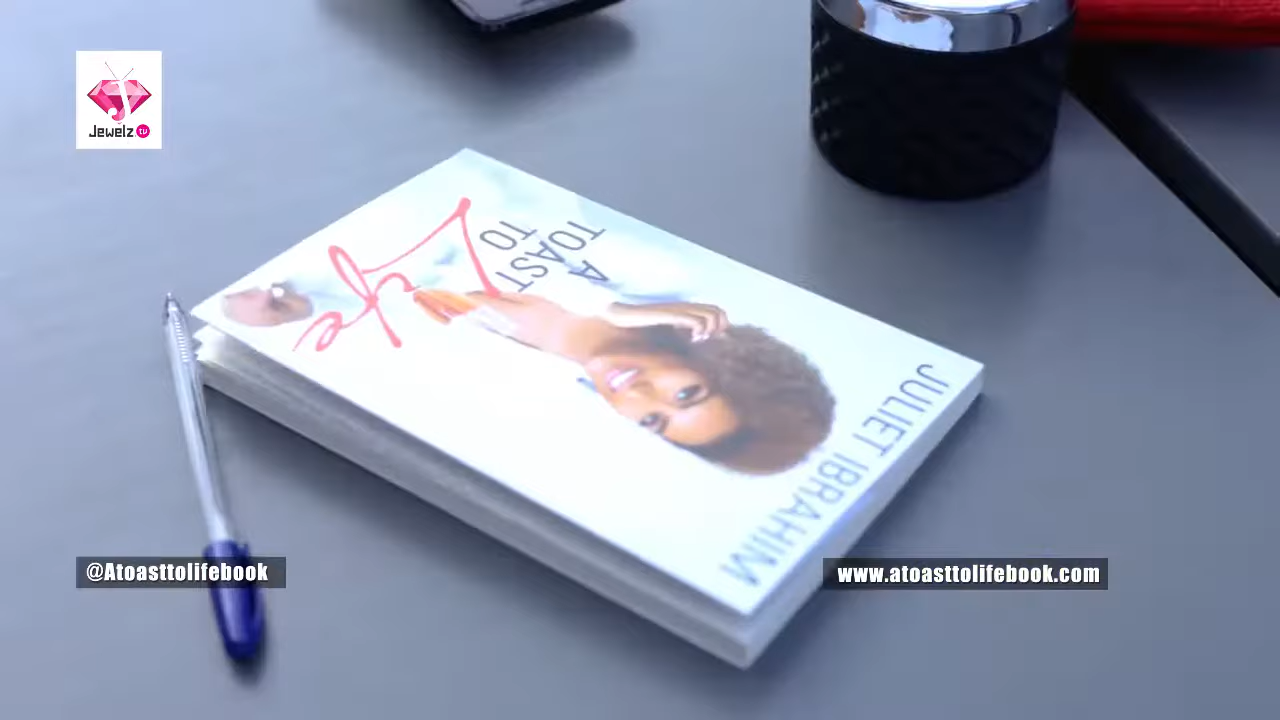 Jewelz tv
A
TOAST
TO
Life
JULIET IBRAHIM
@Atoasttolifebook
www.atoasttolifebook.com